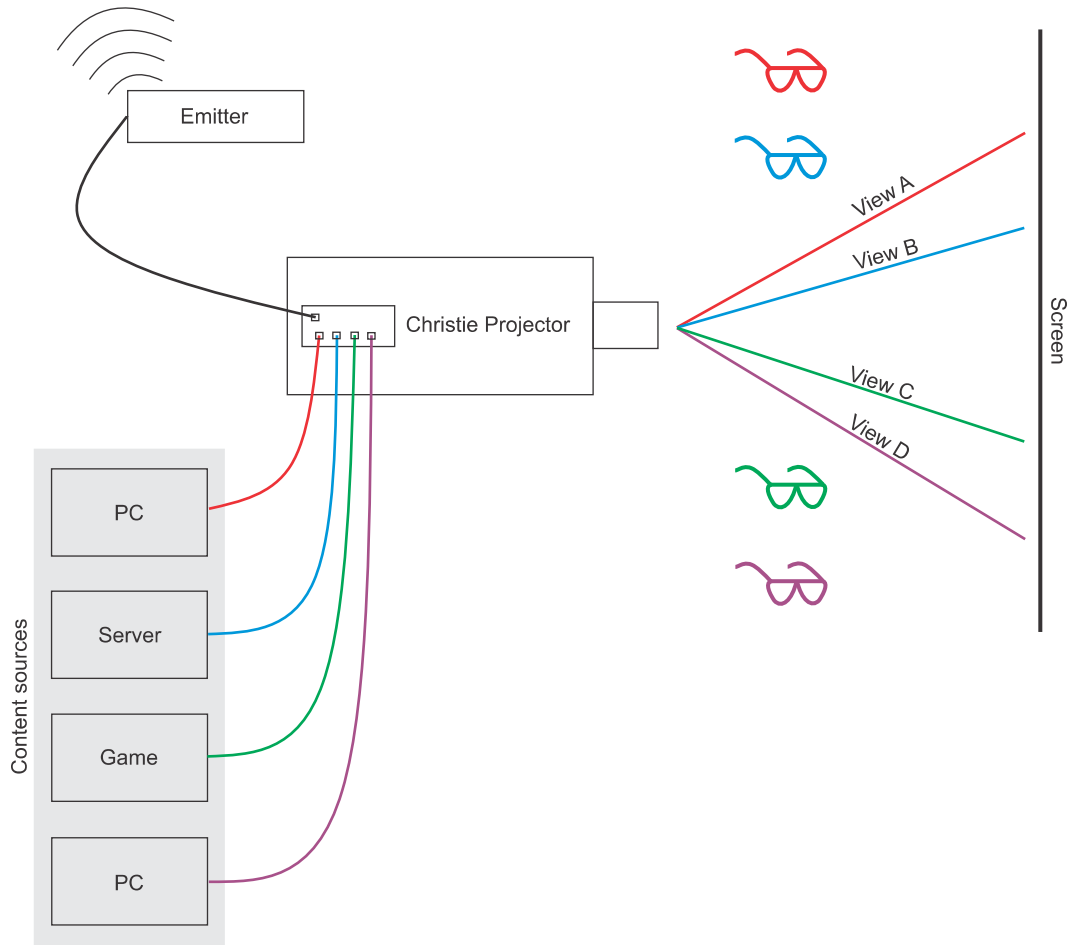 Emitter
Christie Projector
View A
View B
View C
View D
Screen
Content sources
PC
Server
Game
PC